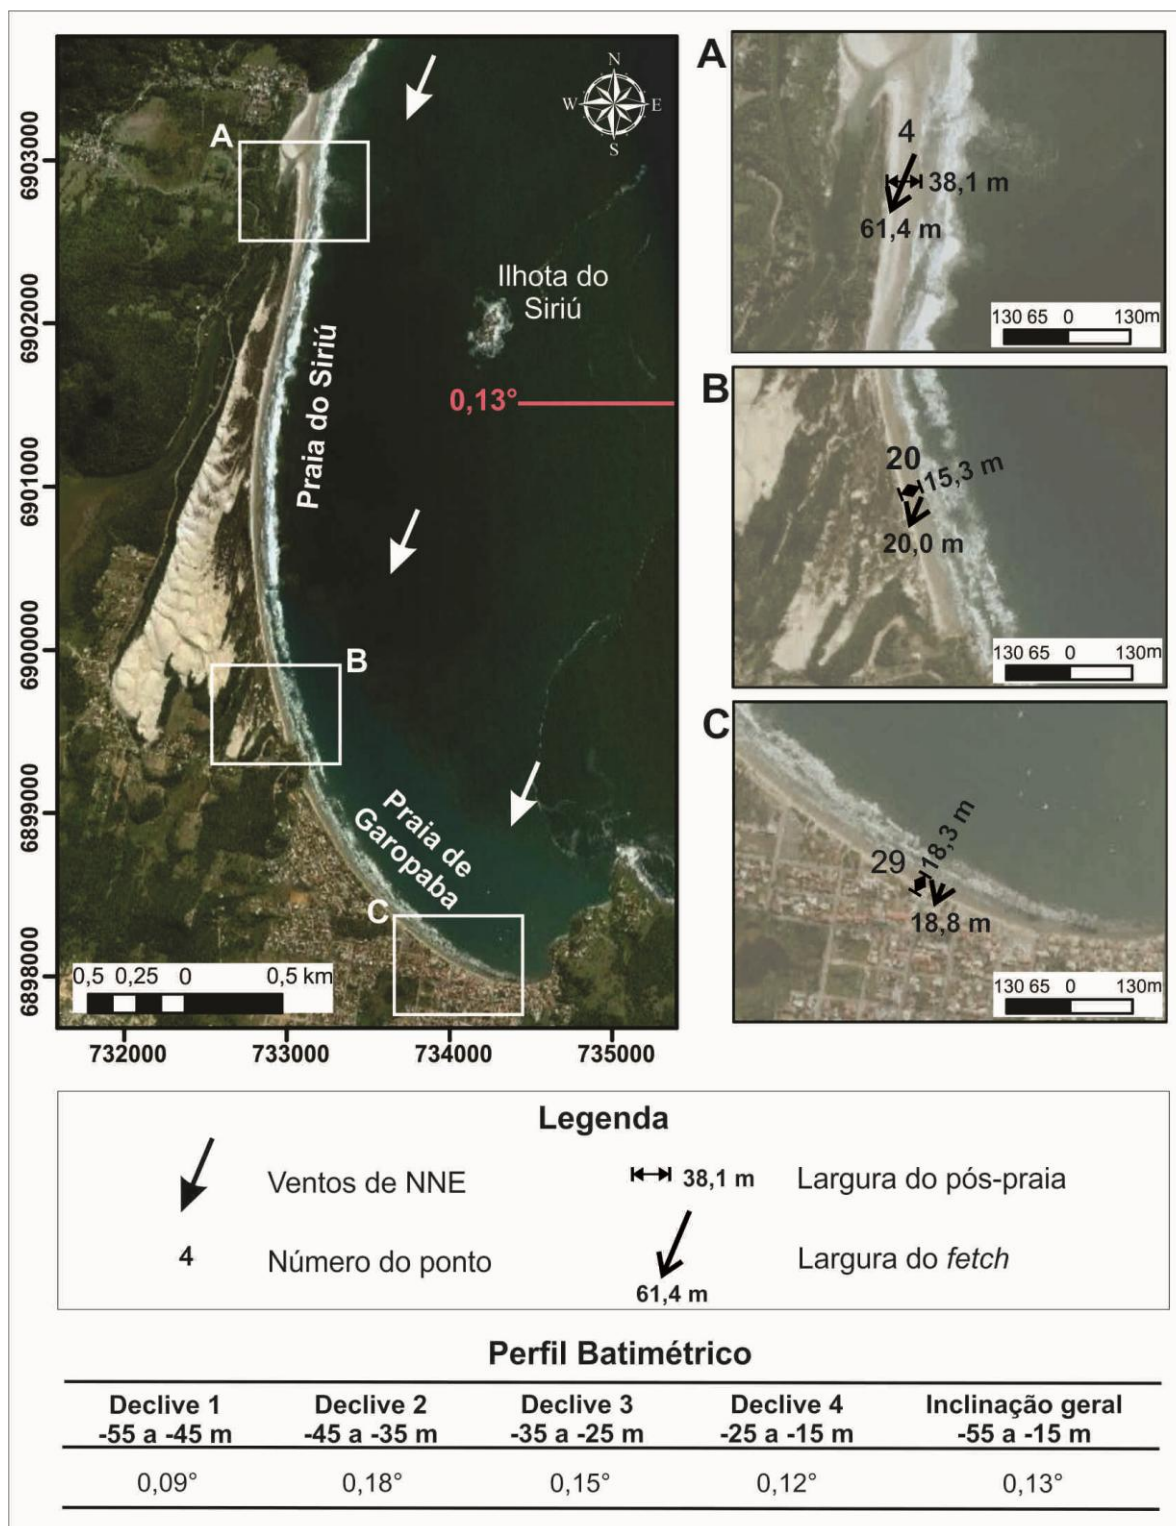 N
W E
S
A
B
C
Ilhota do
Siriú
0,13°
Praia do Siriú
Praia de
Garopaba
6903000
6902000
6901000
6900000
6899000
6898000
0,5 0,25 0 0,5 km
732000 733000 734000 735000
A
4
38,1 m
61,4 m
130 65 0 130m
B
20
15,3 m
20,0 m
130 65 0 130m
C
29
18,3 m
18,8 m
130 65 0 130m
Legenda
Ventos de NNE
38,1 m Largura do pós-praia
4 Número do ponto
Largura do fetch
61,4 m
Perfil Batimétrico
Declive 1 Declive 2 Declive 3 Declive 4 Inclinação geral
-55 a -45 m -45 a -35 m -35 a -25 m -25 a -15 m -55 a -15 m
0,09° 0,18° 0,15° 0,12° 0,13°